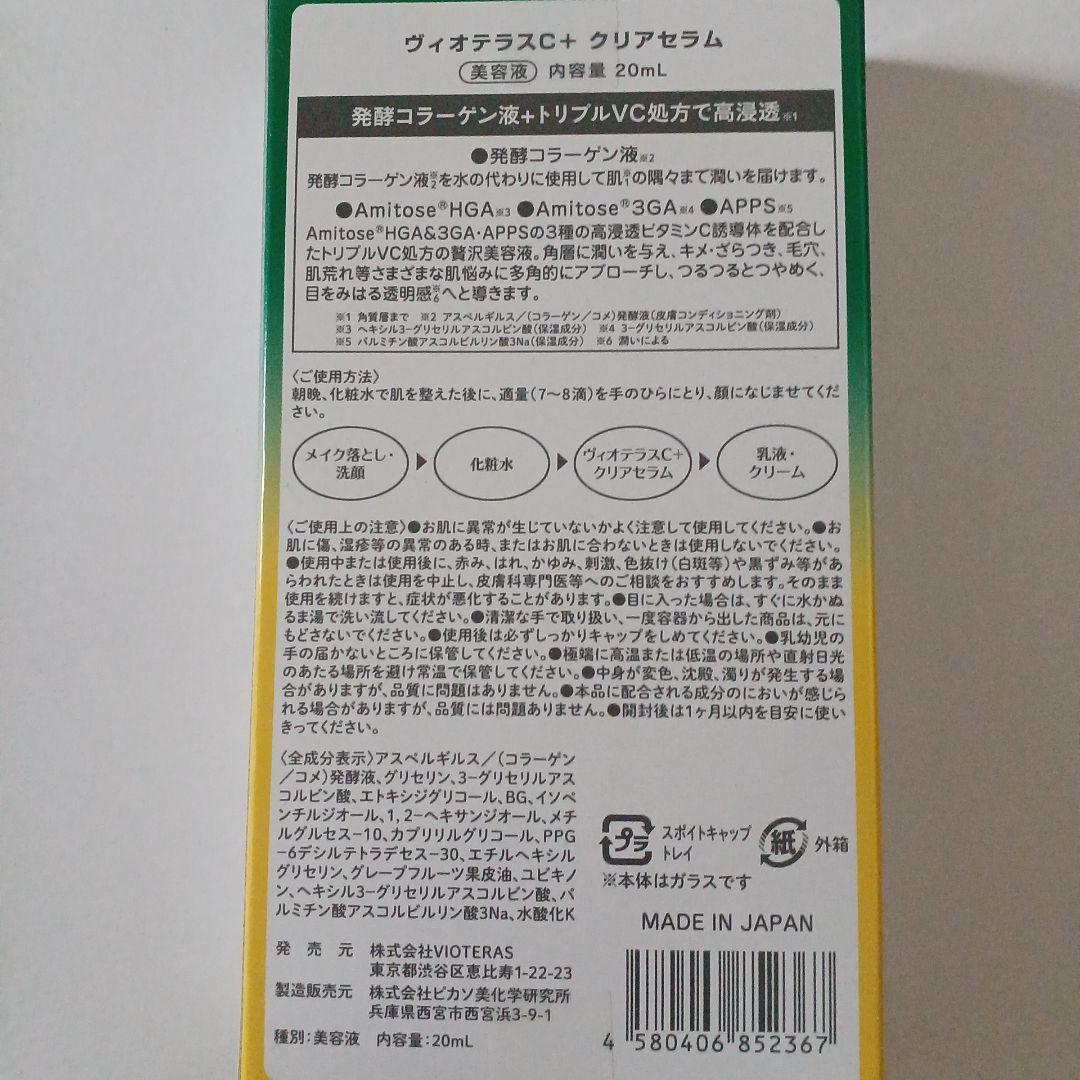 ヴィオテラスC+ クリアセラム
美容液 内容量 20mL
発酵コラーゲン液+トリプルVC処方で高浸透※1
●発酵コラーゲン液※2
発酵コラーゲン液※2を水の代わりに使用して肌※1の隅々まで潤いを届けます。
●Amitose®HGA※3 ●Amitose®3GA※4 ●APPS※5
Amitose®HGA&3GA・APPSの3種の高浸透ビタミンC誘導体を配合し
たトリプルVC処方の贅沢美容液。角層に潤いを与え、キメ・ざらつき、毛穴、
肌荒れ等さまざまな肌悩みに多角的にアプローチし、つるつるとつやめく、
目をみはる透明感※6へと導きます。
※1 角質層まで ※2 アスペルギルス/(コラーゲン/コメ)発酵液(皮膚コンディショニング剤)
※3 ヘキシル3-グリセリルアスコルビン酸(保湿成分) ※4 3-グリセリルアスコルビン酸(保湿成分)
※5 パルミチン酸アスコルビルリン酸3Na(保湿成分) ※6 潤いによる
〈ご使用方法〉
朝晩、化粧水で肌を整えた後に、適量(7〜8滴)を手のひらにとり、顔になじませてくだ
さい。
メイク落とし・
洗顔
化粧水
ヴィオテラスC+
クリアセラム
乳液・
クリーム
〈ご使用上の注意〉●お肌に異常が生じていないかよく注意して使用してください。●お
肌に傷、湿疹等の異常のある時、またはお肌に合わないときは使用しないでください。
●使用中または使用後に、赤み、はれ、かゆみ、刺激、色抜け(白斑等)や黒ずみ等があ
らわれたときは使用を中止し、皮膚科専門医等へのご相談をおすすめします。そのまま
使用を続けますと、症状が悪化することがあります。●目に入った場合は、すぐに水かぬ
るま湯で洗い流してください。●清潔な手で取り扱い、一度容器から出した商品は、元に
もどさないでください。●使用後は必ずしっかりキャップをしめてください。●乳幼児の
手の届かないところに保管してください。●極端に高温または低温の場所や直射日光
のあたる場所を避け常温で保管してください。●中身が変色、沈殿、濁りが発生する場
合がありますが、品質に問題はありません。●本品に配合される成分のにおいが感じら
れる場合がありますが、品質には問題ありません。●開封後は1ヶ月以内を目安に使い
きってください。
〈全成分表示〉アスペルギルス/(コラーゲン
/コメ)発酵液、グリセリン、3-グリセリルアス
コルビン酸、エトキシジグリコール、BG、イソペ
ンチルジオール、1,2-ヘキサンジオール、メチ
ルグルセス-10、カプリリルグリコール、PPG
-6デシルテトラデセス-30、エチルヘキシル
グリセリン、グレープフルーツ果皮油、ユビキノ
ン、ヘキシル3-グリセリルアスコルビン酸、パ
ルミチン酸アスコルビルリン酸3Na、水酸化K
プラ スポイトキャップ
トレイ
紙 外箱
※本体はガラスです
MADE IN JAPAN
発売元 株式会社VIOTERAS
東京都渋谷区恵比寿1-22-23
製造販売元 株式会社ピカソ美化学研究所
兵庫県西宮市西宮浜3-9-1
種別:美容液 内容量:20mL
4 580406 852367